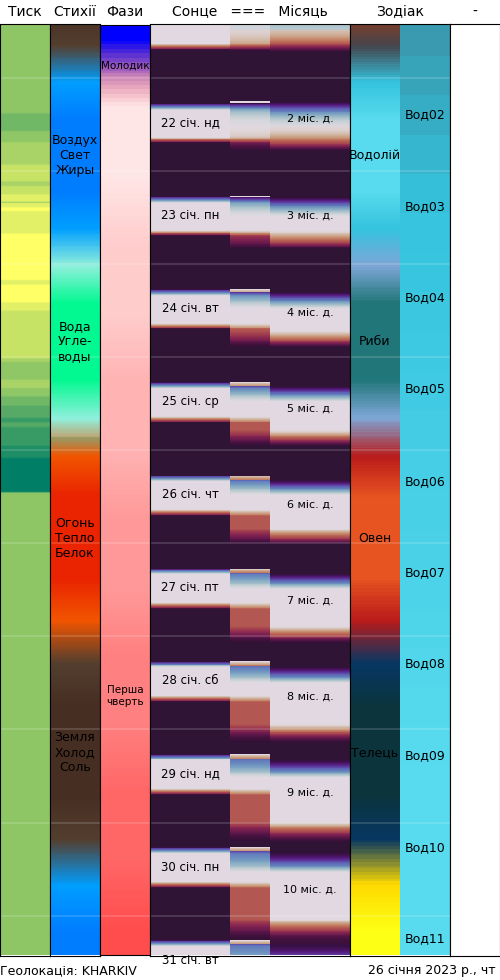 Тиск Стихії Фази Сонце === Місяць Зодіак -
Молодик
Вод02
2 міс. д.
22 січ. нд
Воздух
Свет
Жиры
Водолій
Вод03
23 січ. пн
3 міс. д.
Вод04
24 січ. вт
4 міс. д.
Вода
Угле-
воды
Риби
Вод05
25 січ. ср
5 міс. д.
Вод06
26 січ. чт
6 міс. д.
Огонь
Тепло
Белок
Овен
Вод07
27 січ. пт
7 міс. д.
Вод08
28 січ. сб
Перша
чверть
8 міс. д.
Земля
Холод
Соль
Телець
Вод09
29 січ. нд
9 міс. д.
Вод10
30 січ. пн
10 міс. д.
Вод11
31 січ. вт
Геолокація: KHARKIV
26 січня 2023 р., чт